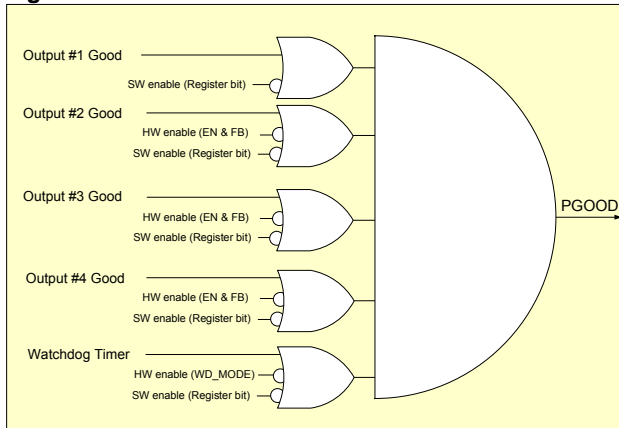 Output #1 Good
SW enable (Register bit)
Output #2 Good
HW enable (EN & FB)
SW enable (Register bit)
Output #3 Good
HW enable (EN & FB)
SW enable (Register bit)
Output #4 Good
HW enable (EN & FB)
SW enable (Register bit)
Watchdog Timer
HW enable (WD_MODE)
SW enable (Register bit)
PGOOD